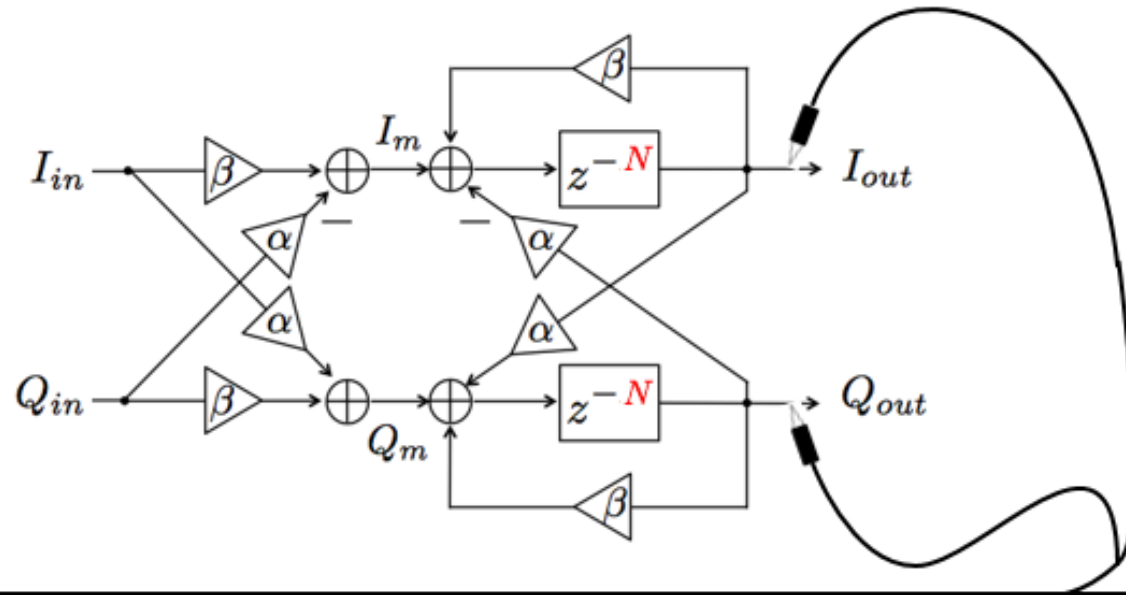 β
I_m
I_in β z^{-N} I_out
− −
α α
α α
Q_in β z^{-N} Q_out
Q_m
β